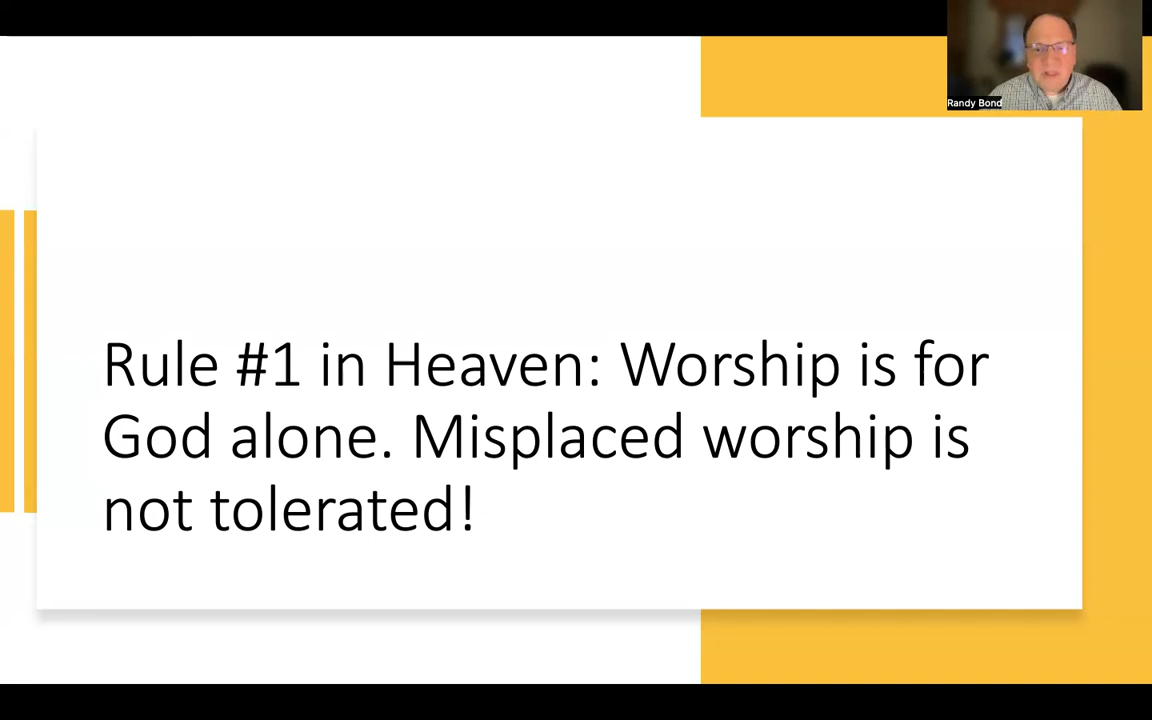 Randy Bond
Rule #1 in Heaven: Worship is for
God alone. Misplaced worship is
not tolerated!